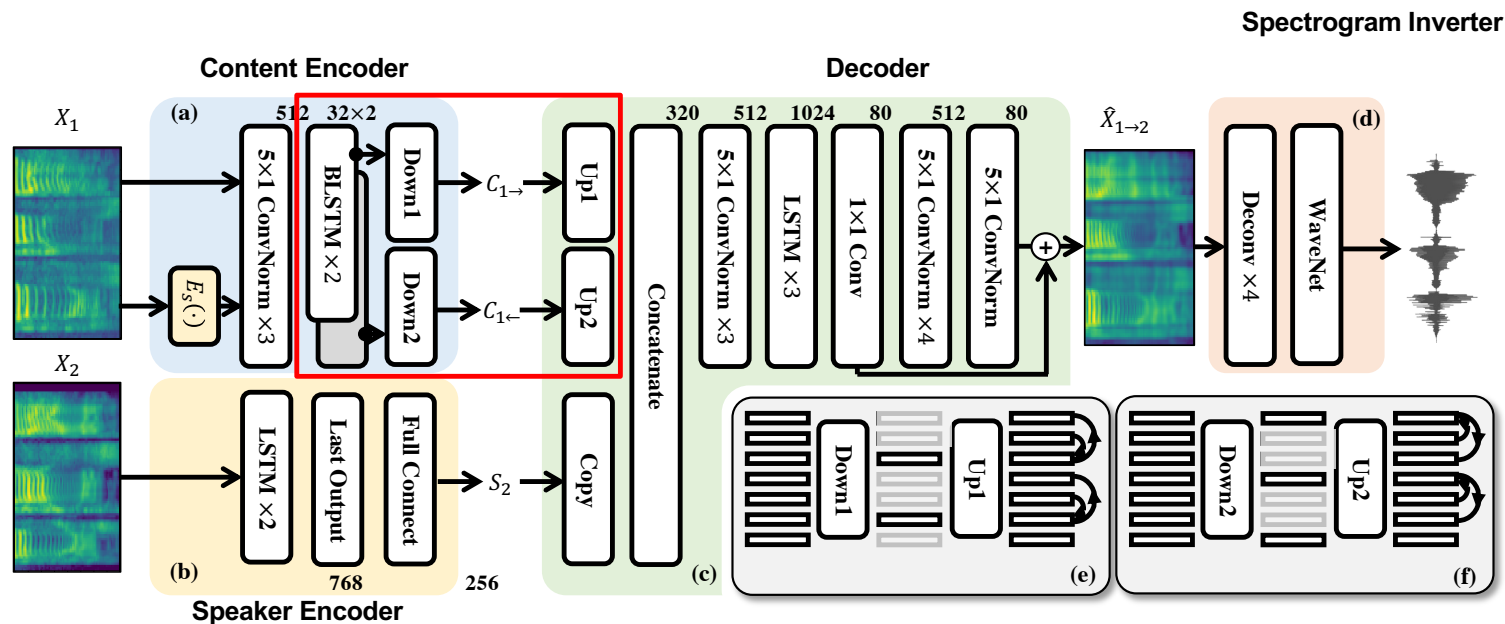 Spectrogram Inverter
Content Encoder
Decoder
X₁
(a)
512
32×2
320
512
1024
80
512
80
X̂₁→₂
(d)
5×1 ConvNorm ×3
BLSTM ×2
Down1
C₁→
Up1
Down2
C₁←
Up2
E_s(·)
Concatenate
5×1 ConvNorm ×3
LSTM ×3
1×1 Conv
5×1 ConvNorm ×4
5×1 ConvNorm
+
Deconv ×4
WaveNet
X₂
LSTM ×2
Last Output
Full Connect
S₂
Copy
(b)
768
256
(c)
Speaker Encoder
Down1
Up1
(e)
Down2
Up2
(f)